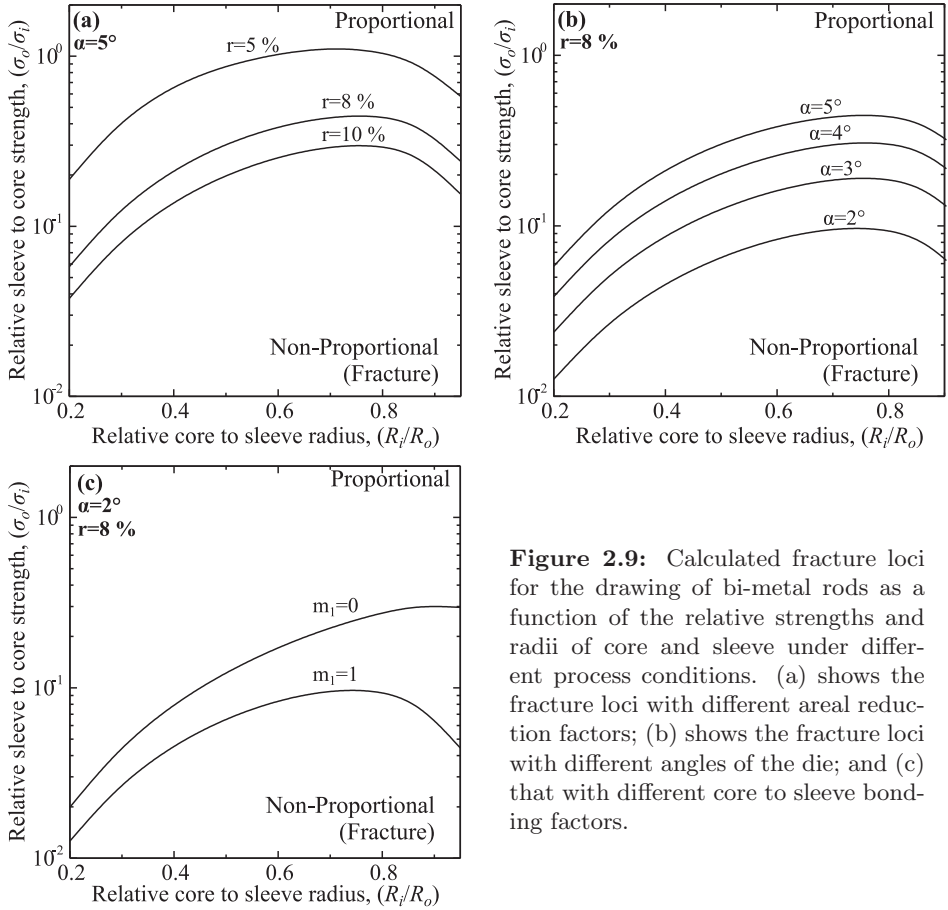 (a)
α=5°
Proportional
r=5 %
r=8 %
r=10 %
Non-Proportional
(Fracture)
10⁰
10⁻¹
10⁻²
0.2 0.4 0.6 0.8
Relative sleeve to core strength, (σₒ/σᵢ)
Relative core to sleeve radius, (Rᵢ/Rₒ)
(b)
r=8 %
Proportional
α=5°
α=4°
α=3°
α=2°
Non-Proportional
(Fracture)
10⁰
10⁻¹
10⁻²
0.2 0.4 0.6 0.8
Relative sleeve to core strength, (σₒ/σᵢ)
Relative core to sleeve radius, (Rᵢ/Rₒ)
(c)
α=2°
r=8 %
Proportional
m₁=0
m₁=1
Non-Proportional
(Fracture)
10⁰
10⁻¹
10⁻²
0.2 0.4 0.6 0.8
Relative sleeve to core strength, (σₒ/σᵢ)
Relative core to sleeve radius, (Rᵢ/Rₒ)
Figure 2.9: Calculated fracture loci
for the drawing of bi-metal rods as a
function of the relative strengths and
radii of core and sleeve under differ-
ent process conditions. (a) shows the
fracture loci with different areal reduc-
tion factors; (b) shows the fracture loci
with different angles of the die; and (c)
that with different core to sleeve bond-
ing factors.